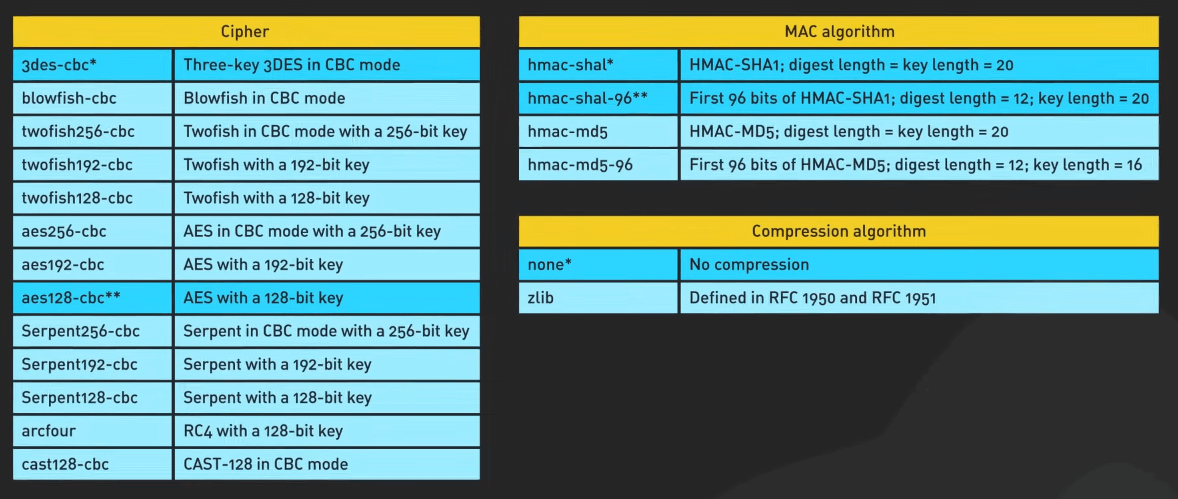 Cipher
3des-cbc* Three-key 3DES in CBC mode
blowfish-cbc Blowfish in CBC mode
twofish256-cbc Twofish in CBC mode with a 256-bit key
twofish192-cbc Twofish with a 192-bit key
twofish128-cbc Twofish with a 128-bit key
aes256-cbc AES in CBC mode with a 256-bit key
aes192-cbc AES with a 192-bit key
aes128-cbc** AES with a 128-bit key
Serpent256-cbc Serpent in CBC mode with a 256-bit key
Serpent192-cbc Serpent with a 192-bit key
Serpent128-cbc Serpent with a 128-bit key
arcfour RC4 with a 128-bit key
cast128-cbc CAST-128 in CBC mode
MAC algorithm
hmac-shal* HMAC-SHA1; digest length = key length = 20
hmac-shal-96** First 96 bits of HMAC-SHA1; digest length = 12; key length = 20
hmac-md5 HMAC-MD5; digest length = key length = 20
hmac-md5-96 First 96 bits of HMAC-MD5; digest length = 12; key length = 16
Compression algorithm
none* No compression
zlib Defined in RFC 1950 and RFC 1951